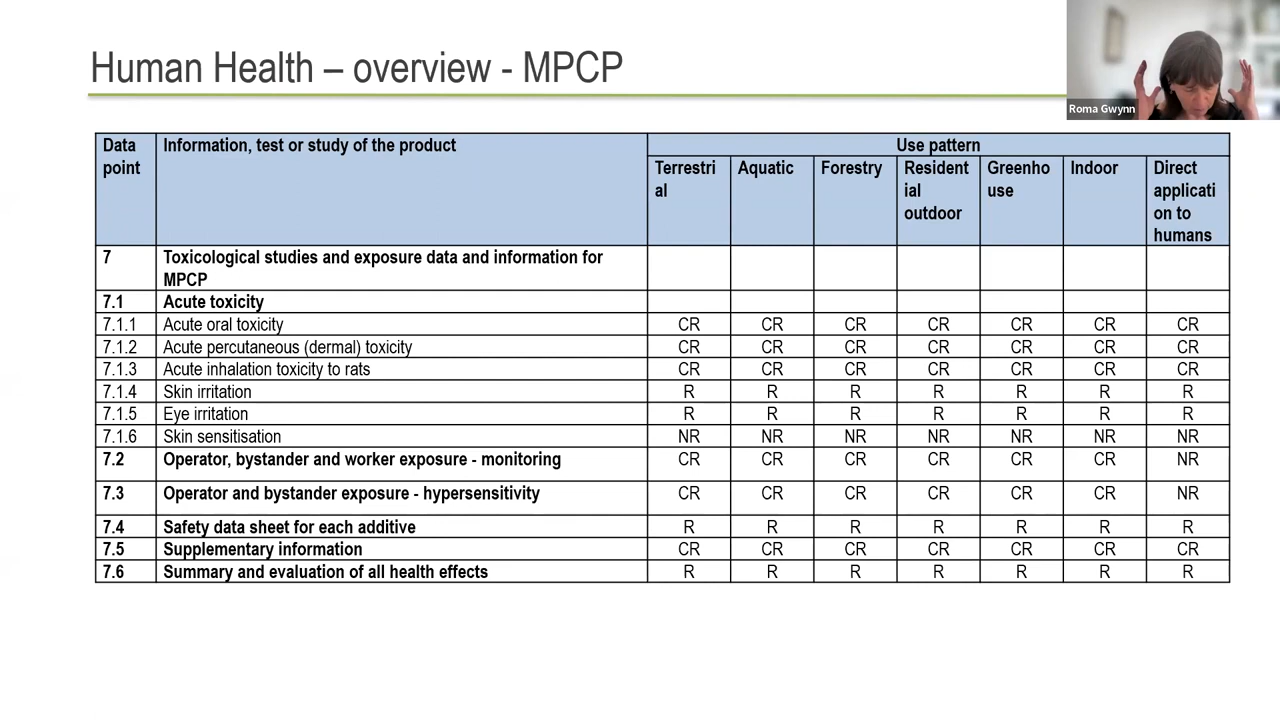 Human Health – overview - MPCP
Roma Gwynn
Data point Information, test or study of the product Use pattern
Terrestri al Aquatic Forestry Resident ial outdoor Greenho use Indoor Direct applicati on to humans
7 Toxicological studies and exposure data and information for MPCP
7.1 Acute toxicity
7.1.1 Acute oral toxicity CR CR CR CR CR CR CR
7.1.2 Acute percutaneous (dermal) toxicity CR CR CR CR CR CR CR
7.1.3 Acute inhalation toxicity to rats CR CR CR CR CR CR CR
7.1.4 Skin irritation R R R R R R R
7.1.5 Eye irritation R R R R R R R
7.1.6 Skin sensitisation NR NR NR NR NR NR NR
7.2 Operator, bystander and worker exposure - monitoring CR CR CR CR CR CR NR
7.3 Operator and bystander exposure - hypersensitivity CR CR CR CR CR CR NR
7.4 Safety data sheet for each additive R R R R R R R
7.5 Supplementary information CR CR CR CR CR CR CR
7.6 Summary and evaluation of all health effects R R R R R R R